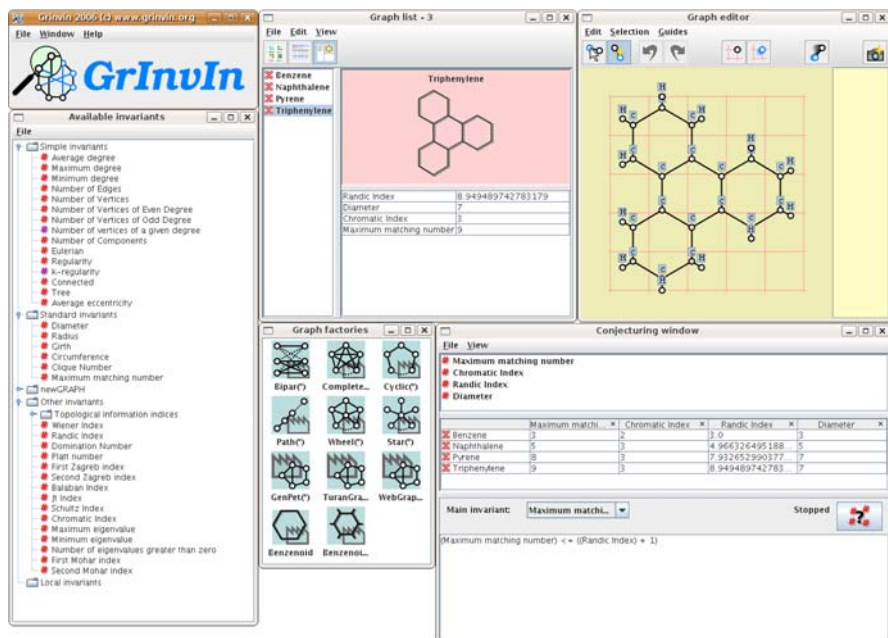 Grinvin 2006 (c) www.grinvin.org
File Window Help
GrInvIn
Available invariants
File
Simple invariants
Average degree
Maximum degree
Minimum degree
Number of Edges
Number of Vertices
Number of Vertices of Even Degree
Number of Vertices of Odd Degree
Number of vertices of a given degree
Number of Components
Eulerian
Regularity
k-regularity
Connected
Tree
Average eccentricity
Standard invariants
Diameter
Radius
Girth
Circumference
Clique Number
Maximum matching number
newGRAPH
Other invariants
Topological information indices
Wiener Index
Randic Index
Domination Number
Platt number
First Zagreb index
Second Zagreb index
Balaban Index
Jt Index
Schultz Index
Chromatic Index
Maximum eigenvalue
Minimum eigenvalue
Number of eigenvalues greater than zero
First Mohar index
Second Mohar index
Local invariants
Graph list - 3
File Edit View
Benzene
Naphthalene
Pyrene
Triphenylene
Triphenylene
Randic Index 8.949489742783179
Diameter 7
Chromatic Index 3
Maximum matching number 9
Graph editor
Edit Selection Guides
H
H C H
C C
H
H C C C H
C C
C C
H C C C H
H
C C
H C H
H
Graph factories
Bipar(*) Complete... Cyclic(*)
Path(*) Wheel(*) Star(*)
GenPet(*) TuranGra... WebGrap...
Benzenoid Benzenoi...
Conjecturing window
File View
Maximum matching number
Chromatic Index
Randic Index
Diameter
Maximum matchi... Chromatic Index Randic Index Diameter
Benzene 3 2 3.0 3
Naphthalene 5 3 4.966326495188... 5
Pyrene 8 3 7.932652990377... 7
Triphenylene 9 3 8.949489742783... 7
Main invariant: Maximum matchi... Stopped
(Maximum matching number) <= ((Randic Index) + 1)